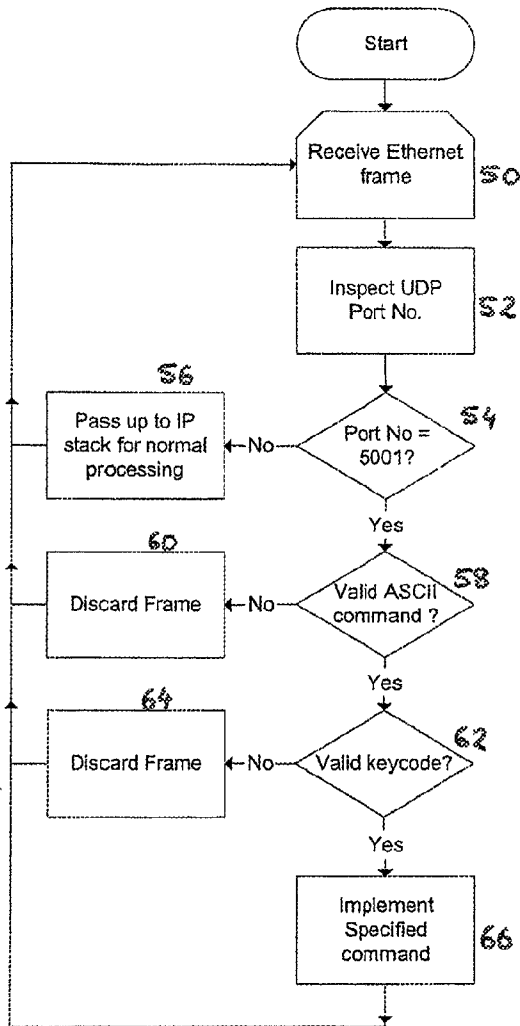 Start
Receive Ethernet
frame
50
Inspect UDP
Port No.
52
56
Pass up to IP
stack for normal
processing
No
Port No =
5001?
54
Yes
60
Discard Frame
No
Valid ASCII
command ?
58
Yes
64
Discard Frame
No
Valid keycode?
62
Yes
Implement
Specified
command
66